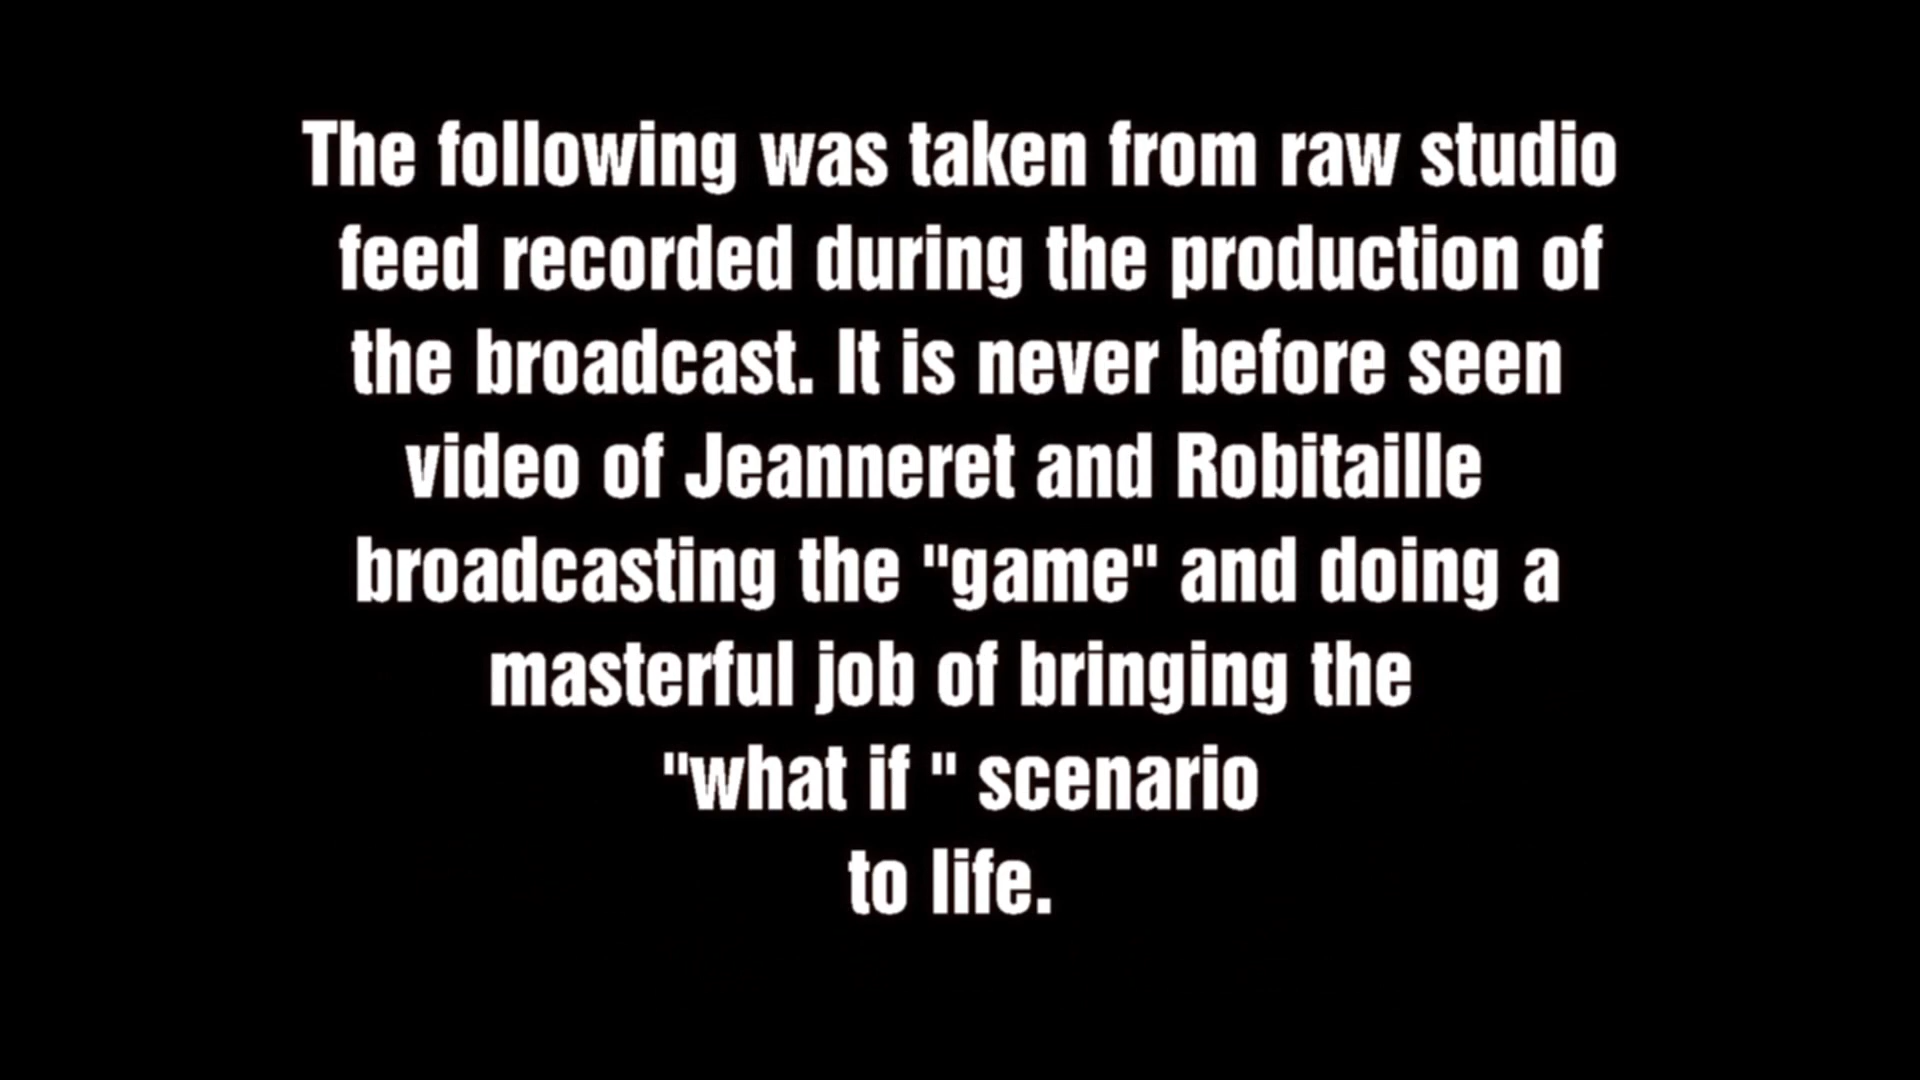 The following was taken from raw studio
feed recorded during the production of
the broadcast. It is never before seen
video of Jeanneret and Robitaille
broadcasting the "game" and doing a
masterful job of bringing the
"what if " scenario
to life.